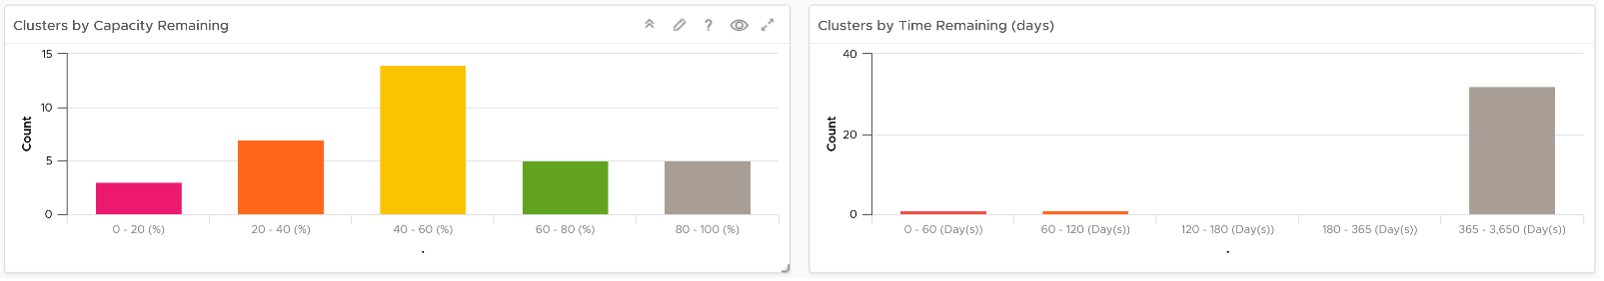 Clusters by Capacity Remaining
?
15
10
5
0
Count
0 - 20 (%)
20 - 40 (%)
40 - 60 (%)
60 - 80 (%)
80 - 100 (%)
.
Clusters by Time Remaining (days)
40
20
0
Count
0 - 60 (Day(s))
60 - 120 (Day(s))
120 - 180 (Day(s))
180 - 365 (Day(s))
365 - 3,650 (Day(s))
.